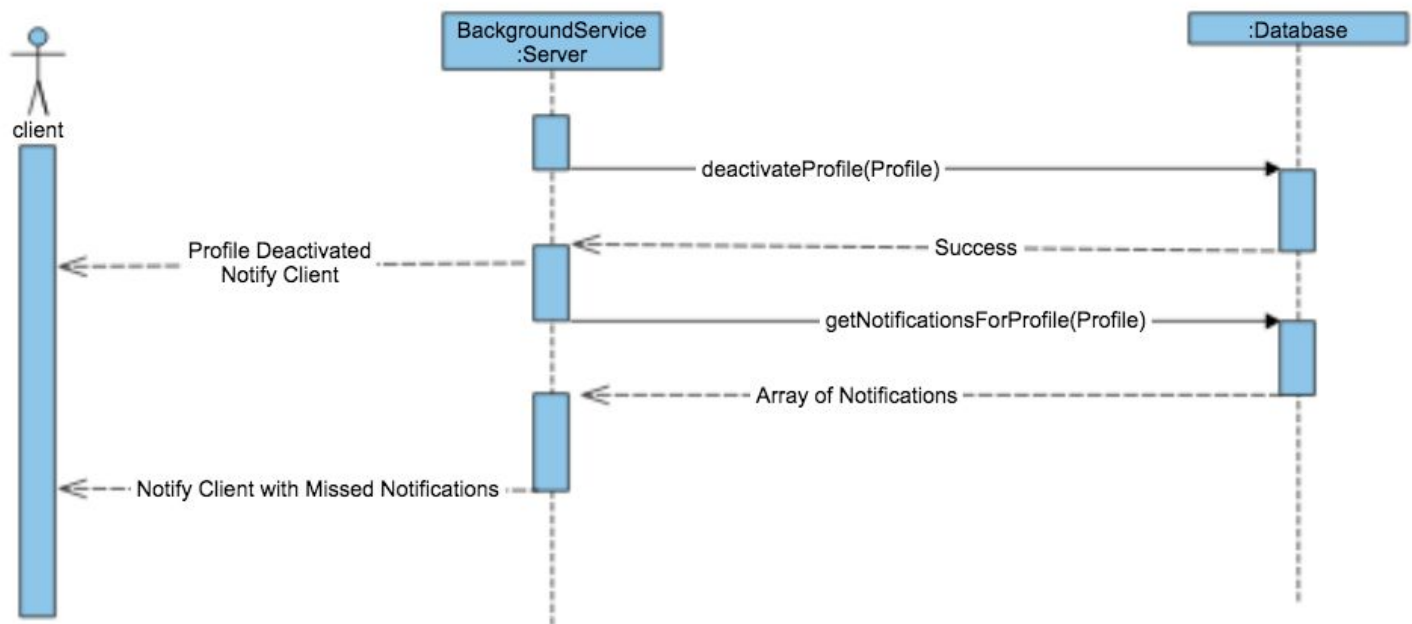 BackgroundService
:Server
:Database
client
deactivateProfile(Profile)
Success
Profile Deactivated
Notify Client
getNotificationsForProfile(Profile)
Array of Notifications
Notify Client with Missed Notifications